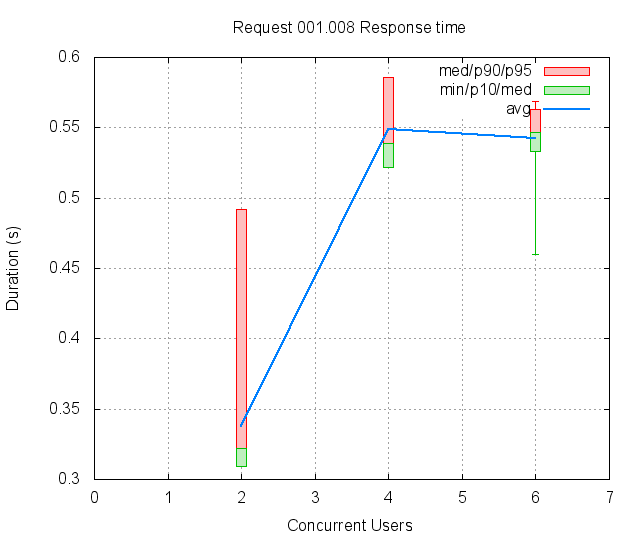 Request 001.008 Response time
0.6
0.55
0.5
0.45
0.4
0.35
0.3
Duration (s)
med/p90/p95
min/p10/med
avg
0 1 2 3 4 5 6 7
Concurrent Users